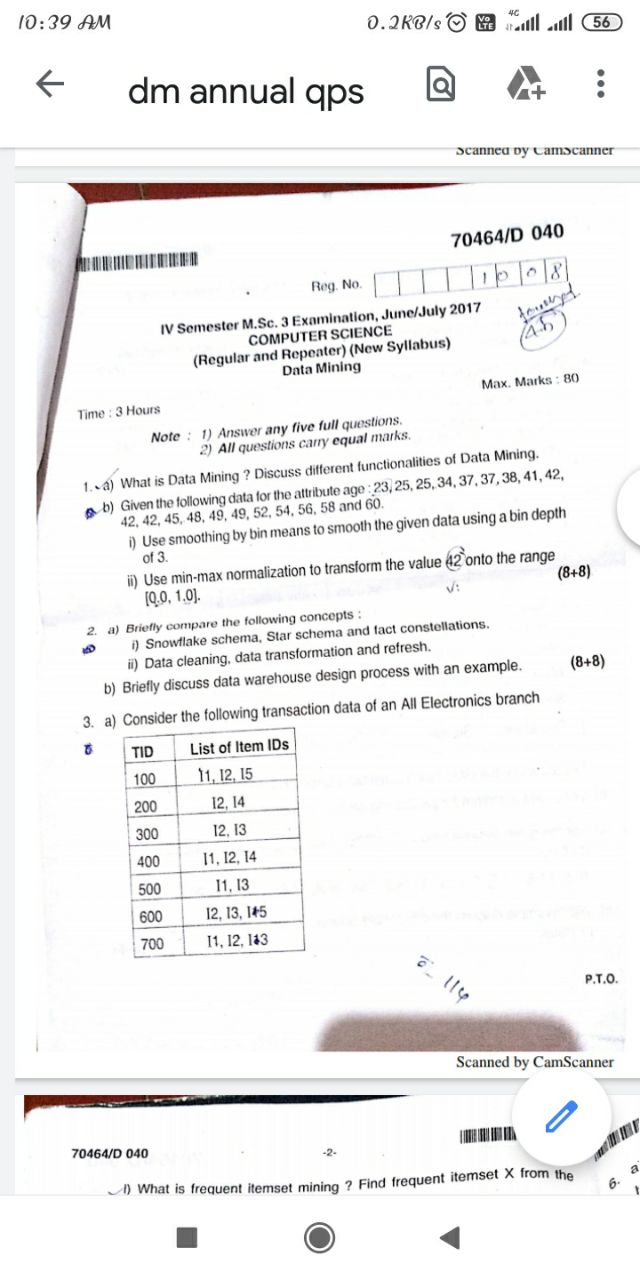 10:39 AM
0.2KB/s Vo LTE 4G 56
dm annual qps
Scanned by CamScanner
70464/D 040
Reg. No. 1 0 0 8
IV Semester M.Sc. 3 Examination, June/July 2017
COMPUTER SCIENCE
(Regular and Repeater) (New Syllabus)
Data Mining
Time : 3 Hours
Max. Marks : 80
Note : 1) Answer any five full questions.
2) All questions carry equal marks.
1. a) What is Data Mining ? Discuss different functionalities of Data Mining.
b) Given the following data for the attribute age : 23, 25, 25, 34, 37, 37, 38, 41, 42,
42, 42, 45, 48, 49, 49, 52, 54, 56, 58 and 60.
i) Use smoothing by bin means to smooth the given data using a bin depth
of 3.
ii) Use min-max normalization to transform the value 42 onto the range
[0.0, 1.0].
(8+8)
2. a) Briefly compare the following concepts :
i) Snowflake schema, Star schema and fact constellations.
ii) Data cleaning, data transformation and refresh.
b) Briefly discuss data warehouse design process with an example.
(8+8)
3. a) Consider the following transaction data of an All Electronics branch
TID List of Item IDs
100 I1, I2, I5
200 I2, I4
300 I2, I3
400 I1, I2, I4
500 I1, I3
600 I2, I3, I5
700 I1, I2, I3
116
P.T.O.
Scanned by CamScanner
70464/D 040
-2-
I) What is frequent itemset mining ? Find frequent itemset X from the
6. a